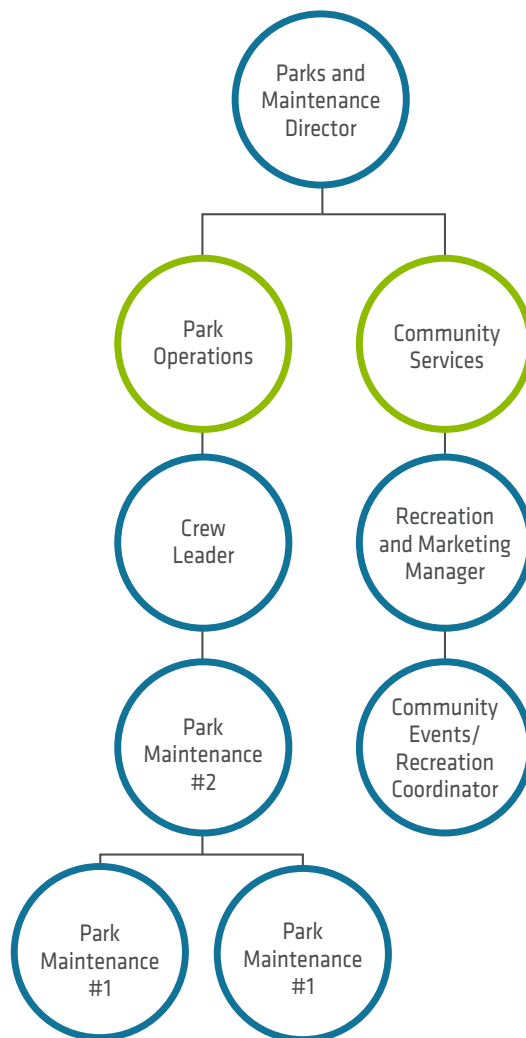 Parks and
Maintenance
Director
Park
Operations
Community
Services
Crew
Leader
Recreation
and Marketing
Manager
Park
Maintenance
#2
Community
Events/
Recreation
Coordinator
Park
Maintenance
#1
Park
Maintenance
#1